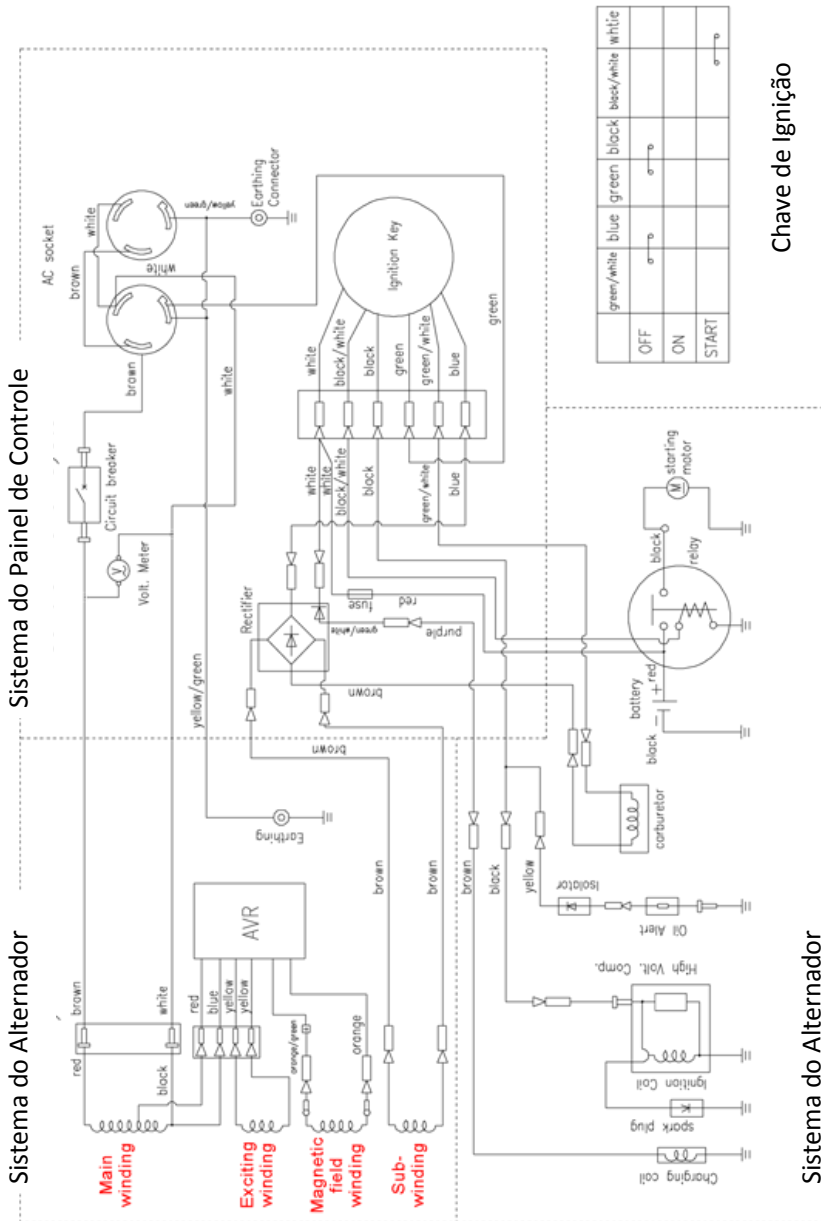 Sistema do Alternador
Sistema do Painel de Controle
Main
winding
Exciting
winding
Magnetic
field
winding
Sub-
winding
red
black
brown
white
red
blue
yellow
yellow
orange/green
orange
AVR
Earthing
yellow/green
brown
brown
brown
Volt. Meter
V
Circuit breaker
brown
white
AC socket
brown
white
white
yellow/green
Earthing
Connector
Rectifier
brown
green/white
purple
fuse
red
white
white
black/white
black
green/white
blue
white
black/white
black
green
green/white
blue
Ignition Key
green
brown
black
yellow
Charging coil
spark plug
Ignition Coil
High Volt. Comp.
Oil Alert
Isolator
carburetor
black
battery
red
relay
black
M
starting
motor
green/white
blue
green
black
black/white
whtie
OFF
ON
START
Chave de Ignição
Sistema do Alternador